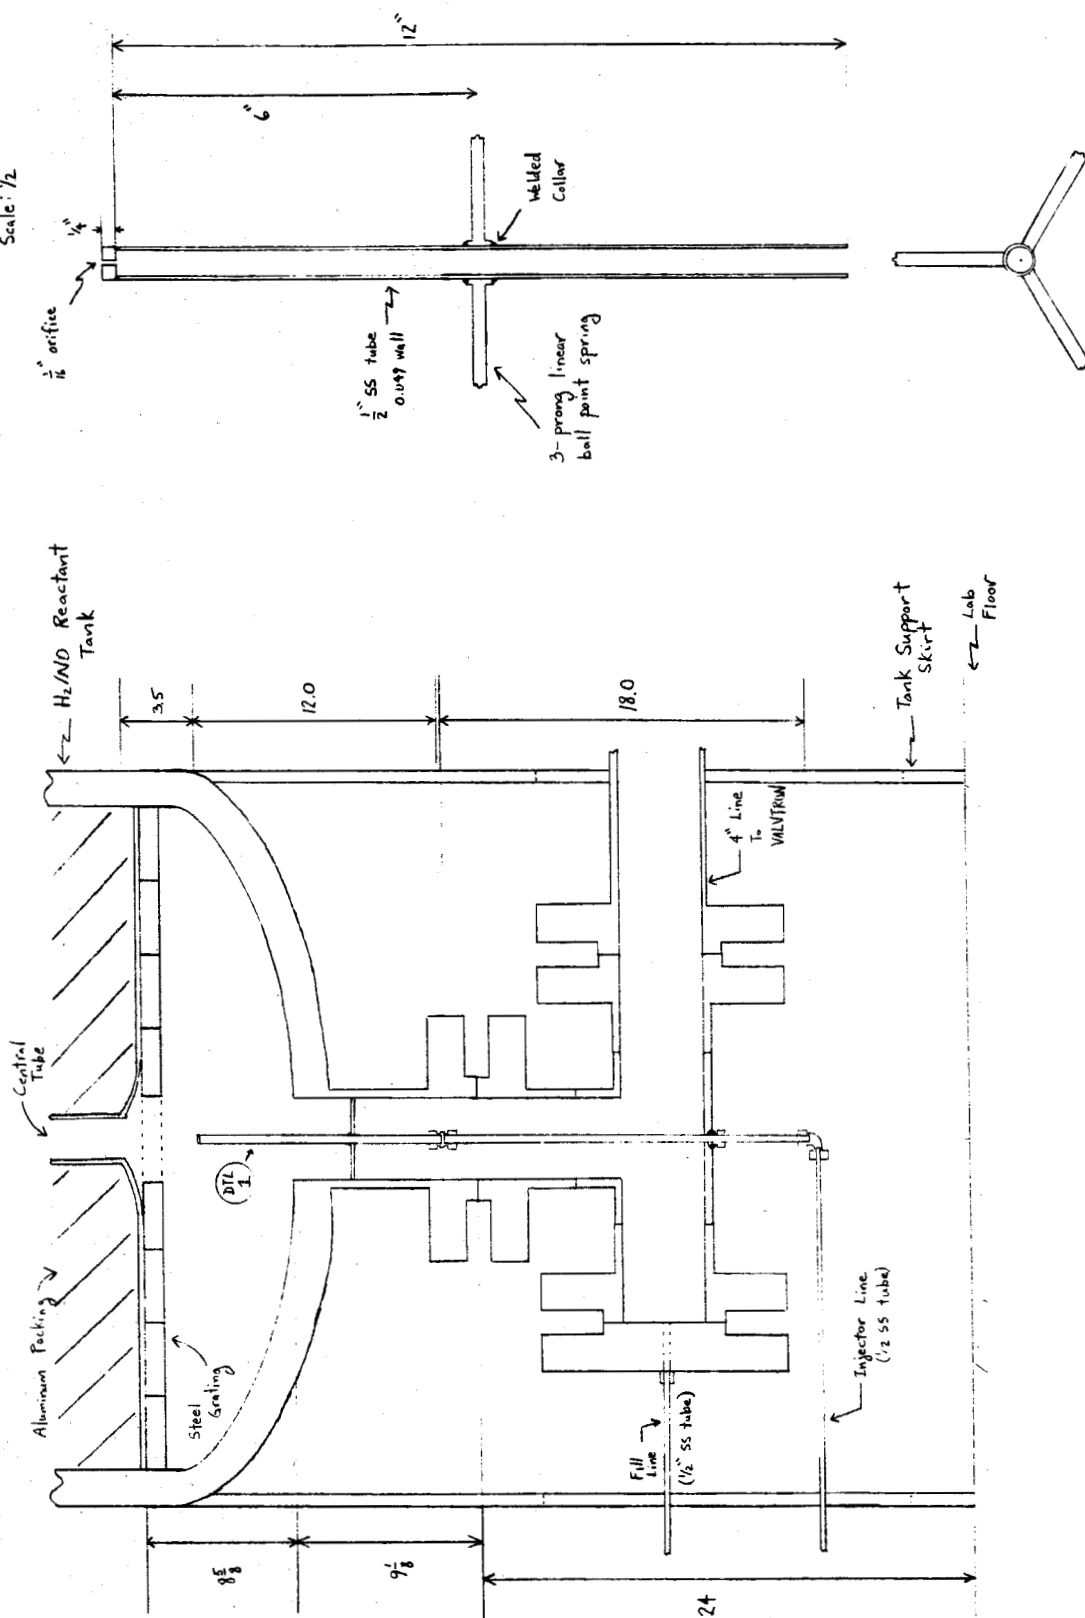 Scale: 1/2
12"
6"
1/4"
1/16" orifice
Welded
Collar
1/2" SS tube
0.049 wall
3-prong linear
ball point spring
H2/NO Reactant
Tank
3.5
12.0
18.0
Tank Support
Skirt
Lab
Floor
Central
Tube
4" Line
To
VALVTRON
DTL
1
Aluminum Packing
Steel
Grating
Fill
Line
(1/2" SS tube)
Injector Line
(1/2 SS tube)
8 5/8
9 1/8
24